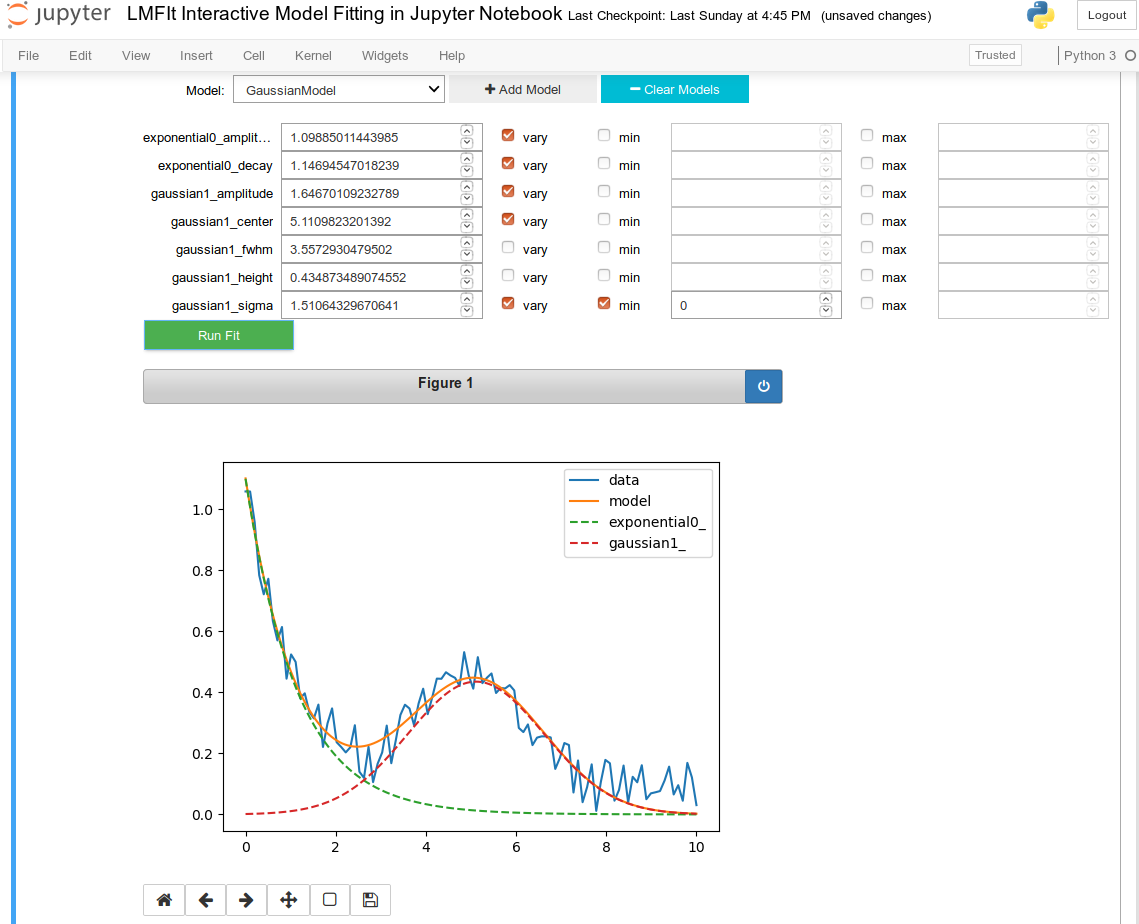 jupyter LMFIt Interactive Model Fitting in Jupyter Notebook Last Checkpoint: Last Sunday at 4:45 PM (unsaved changes) Logout
File Edit View Insert Cell Kernel Widgets Help Trusted Python 3
Model: GaussianModel Add Model Clear Models
exponential0_amplit... 1.09885011443985 vary min max
exponential0_decay 1.14694547018239 vary min max
gaussian1_amplitude 1.64670109232789 vary min max
gaussian1_center 5.1109823201392 vary min max
gaussian1_fwhm 3.5572930479502 vary min max
gaussian1_height 0.434873489074552 vary min max
gaussian1_sigma 1.51064329670641 vary min 0 max
Run Fit
Figure 1
data
model
exponential0_
gaussian1_
1.0
0.8
0.6
0.4
0.2
0.0
0 2 4 6 8 10